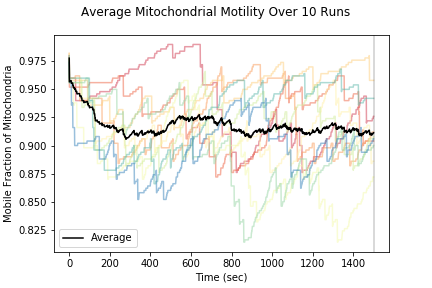 Average Mitochondrial Motility Over 10 Runs
Mobile Fraction of Mitochondria
0.975
0.950
0.925
0.900
0.875
0.850
0.825
Average
0 200 400 600 800 1000 1200 1400
Time (sec)